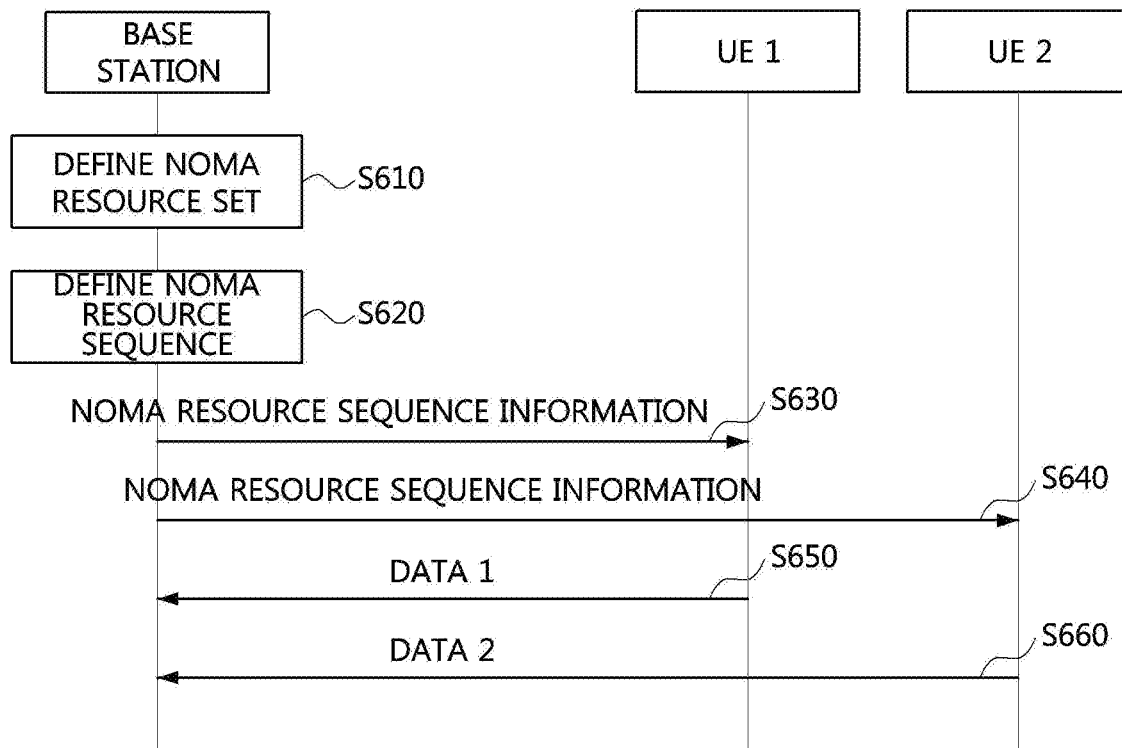 BASE
STATION
UE 1
UE 2
DEFINE NOMA
RESOURCE SET
S610
DEFINE NOMA
RESOURCE
SEQUENCE
S620
NOMA RESOURCE SEQUENCE INFORMATION
S630
NOMA RESOURCE SEQUENCE INFORMATION
S640
DATA 1
S650
DATA 2
S660